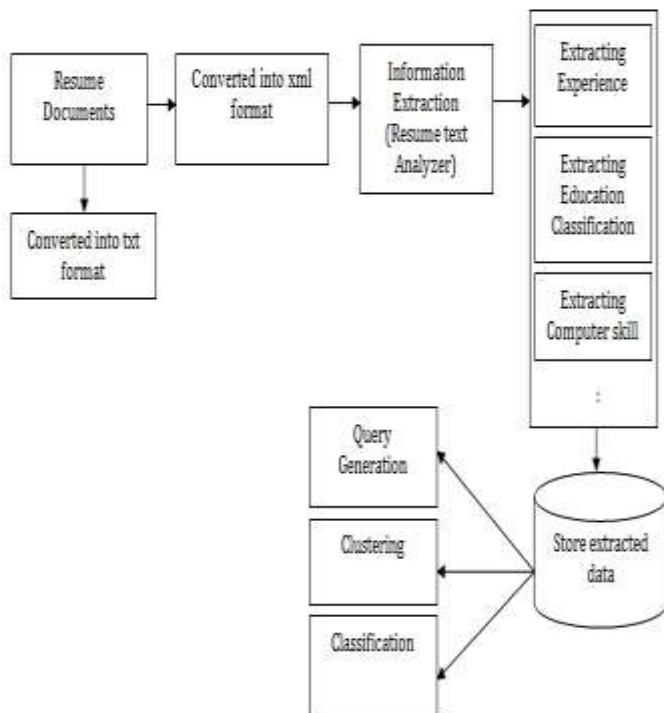 Resume
Documents
Converted into xml
format
Information
Extraction
(Resume text
Analyzer)
Extracting
Experience
Extracting
Education
Classification
Extracting
Computer skill
:
Converted into txt
format
Query
Generation
Clustering
Classification
Store extracted
data